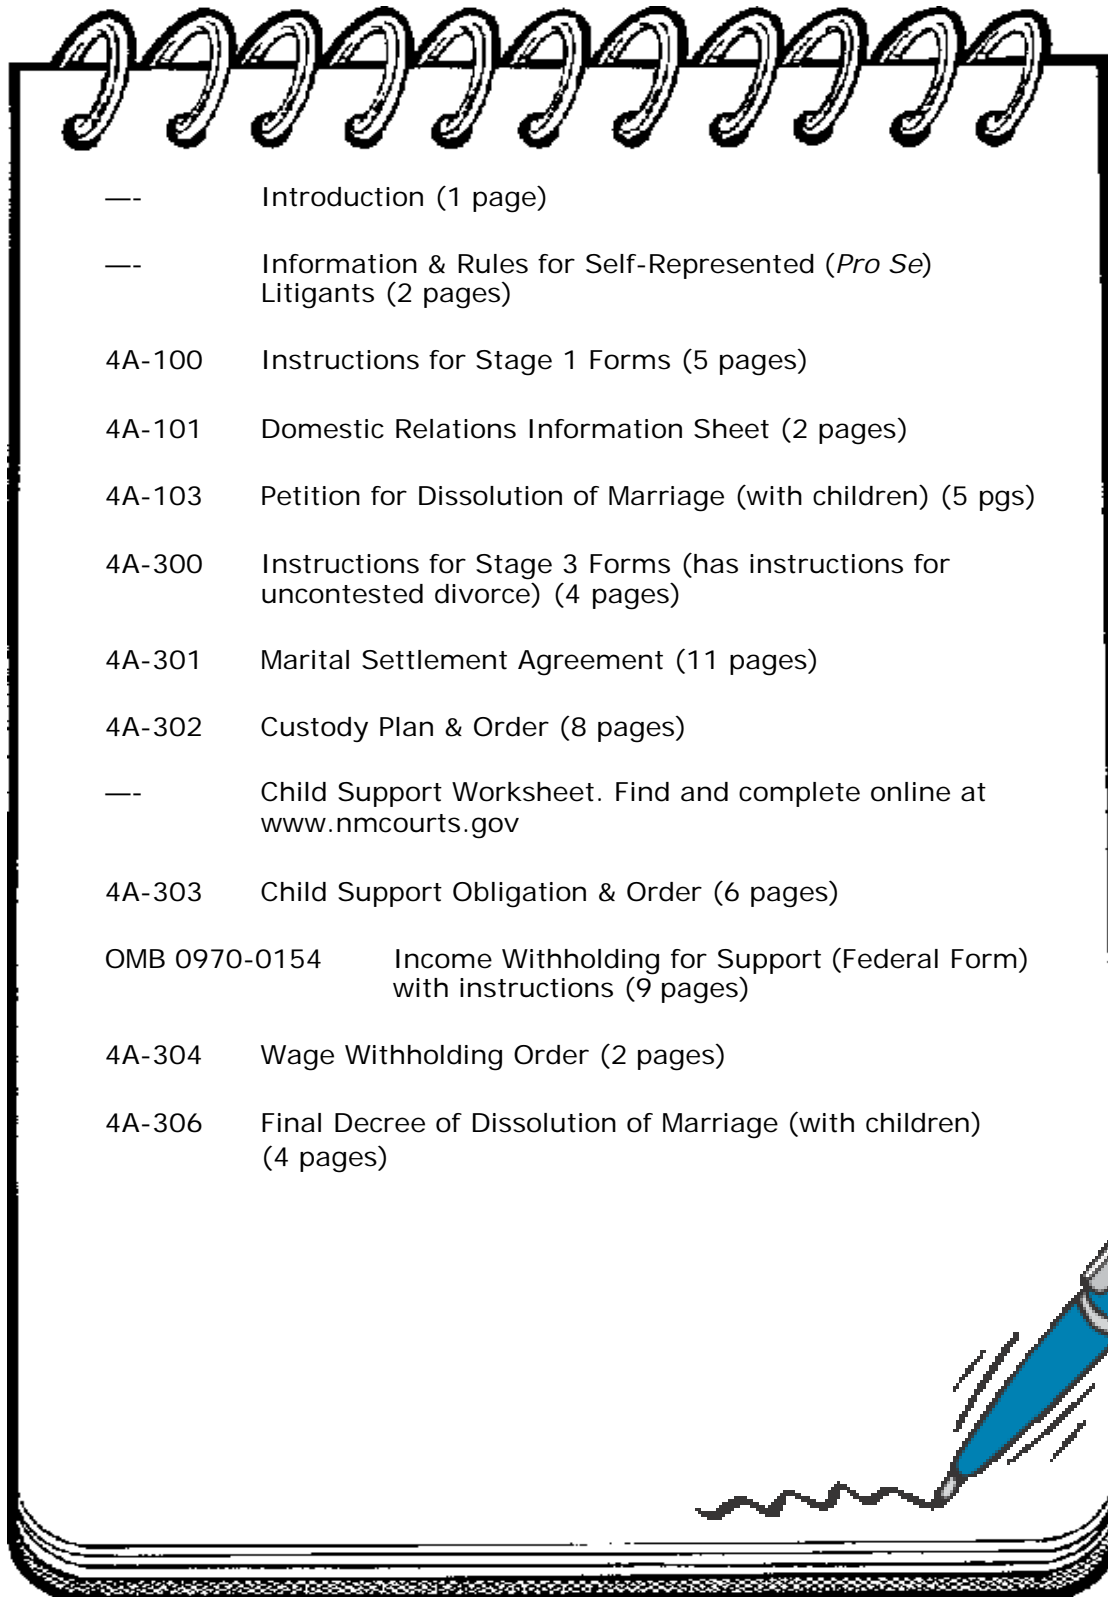 —- Introduction (1 page)
—- Information & Rules for Self-Represented (Pro Se)
Litigants (2 pages)
4A-100 Instructions for Stage 1 Forms (5 pages)
4A-101 Domestic Relations Information Sheet (2 pages)
4A-103 Petition for Dissolution of Marriage (with children) (5 pgs)
4A-300 Instructions for Stage 3 Forms (has instructions for
uncontested divorce) (4 pages)
4A-301 Marital Settlement Agreement (11 pages)
4A-302 Custody Plan & Order (8 pages)
—- Child Support Worksheet. Find and complete online at
www.nmcourts.gov
4A-303 Child Support Obligation & Order (6 pages)
OMB 0970-0154 Income Withholding for Support (Federal Form)
with instructions (9 pages)
4A-304 Wage Withholding Order (2 pages)
4A-306 Final Decree of Dissolution of Marriage (with children)
(4 pages)